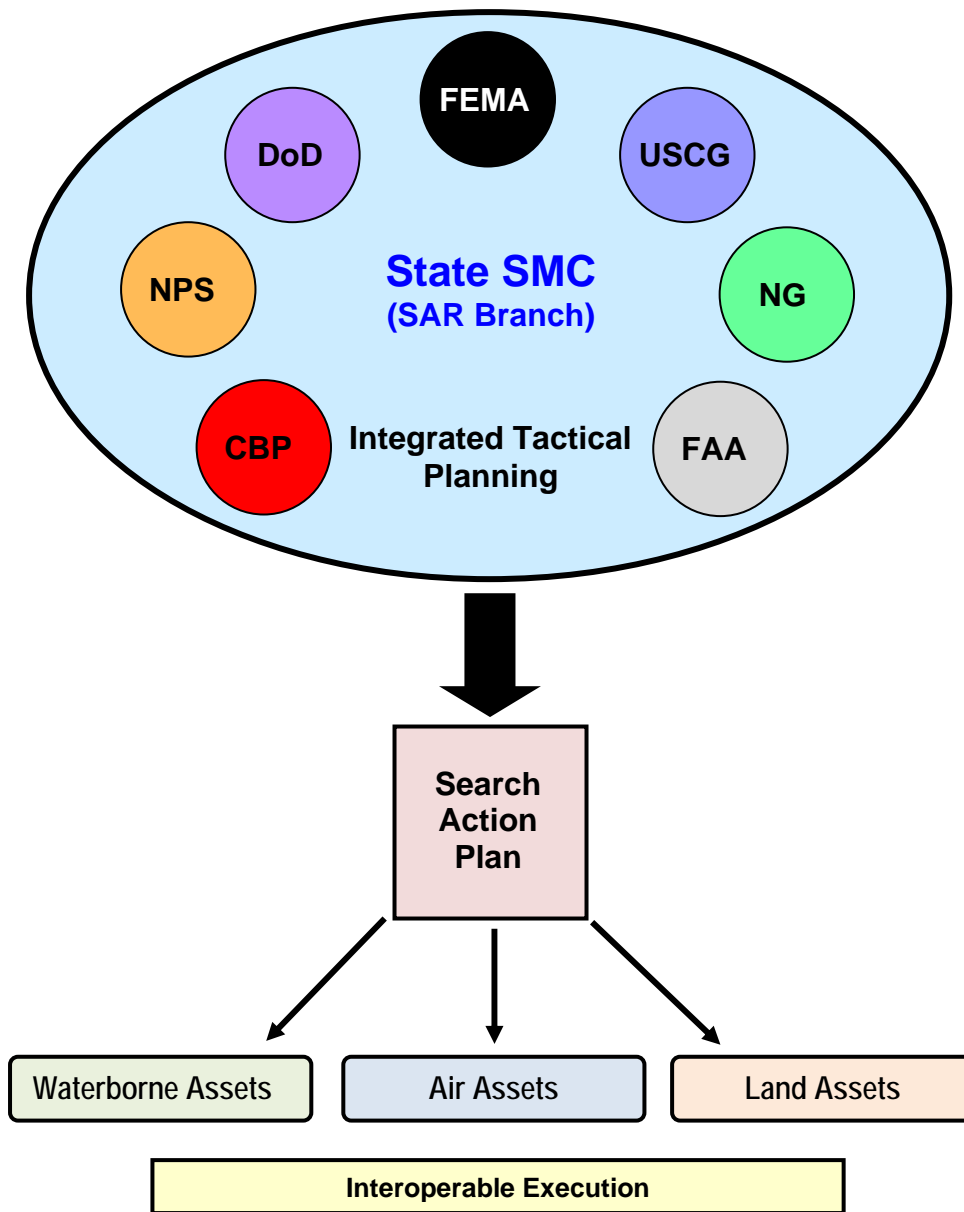 FEMA
DoD
USCG
NPS
State SMC
(SAR Branch)
NG
CBP
Integrated Tactical
Planning
FAA
Search
Action
Plan
Waterborne Assets
Air Assets
Land Assets
Interoperable Execution